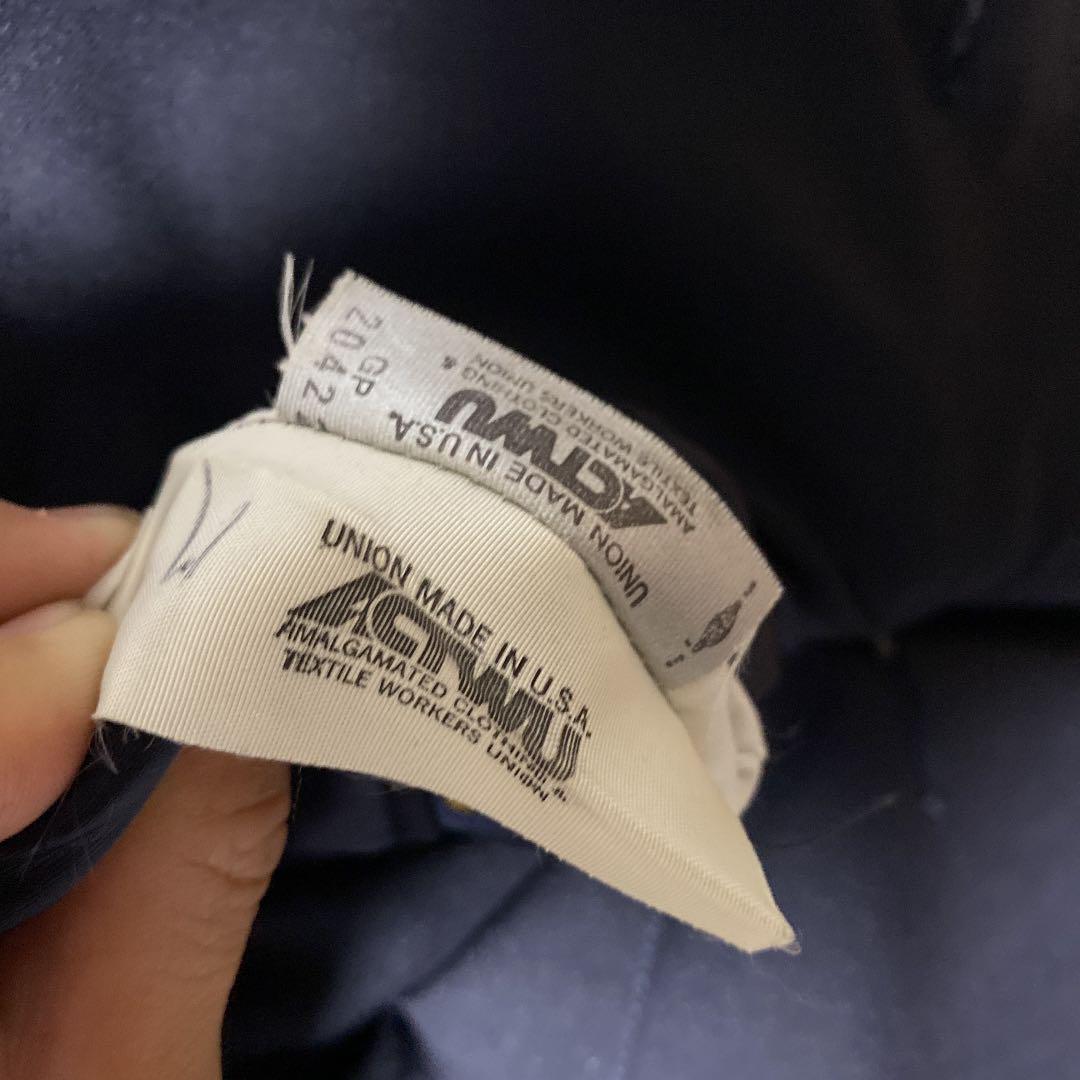 GP
2042
UNION MADE IN U.S.A.
ACTWU
AMALGAMATED CLOTHING &
TEXTILE WORKERS UNION
UNION MADE IN U.S.A.
ACTWU
AMALGAMATED CLOTHING &
TEXTILE WORKERS UNION